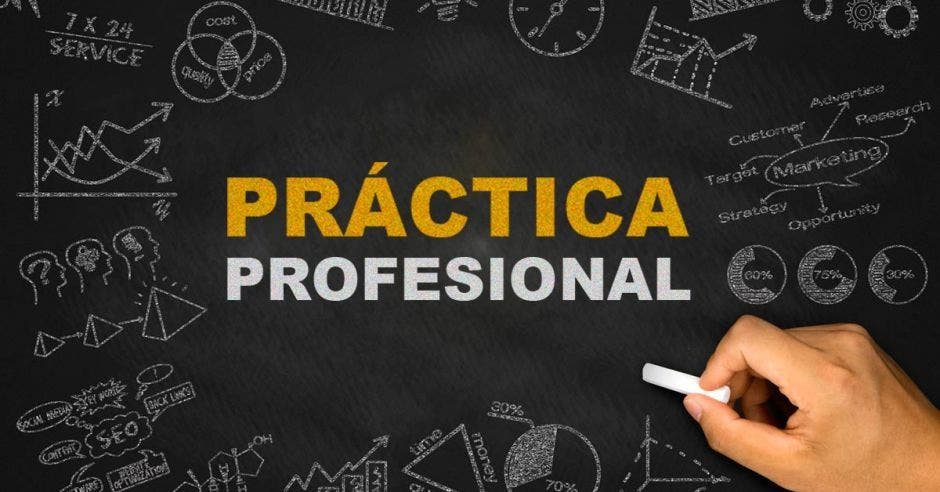 7 X 24
SERVICE
cost
quality
price
x
PRÁCTICA
PROFESIONAL
Advertise
Research
Customer
Marketing
Target
Strategy
Opportunity
60%
75%
30%
SOCIAL MEDIA
KEY WORDS
BACK LINKS
SEO
CONTENT
WEBSITE
OPTIMIZATION
OH
time
money
30%
70%